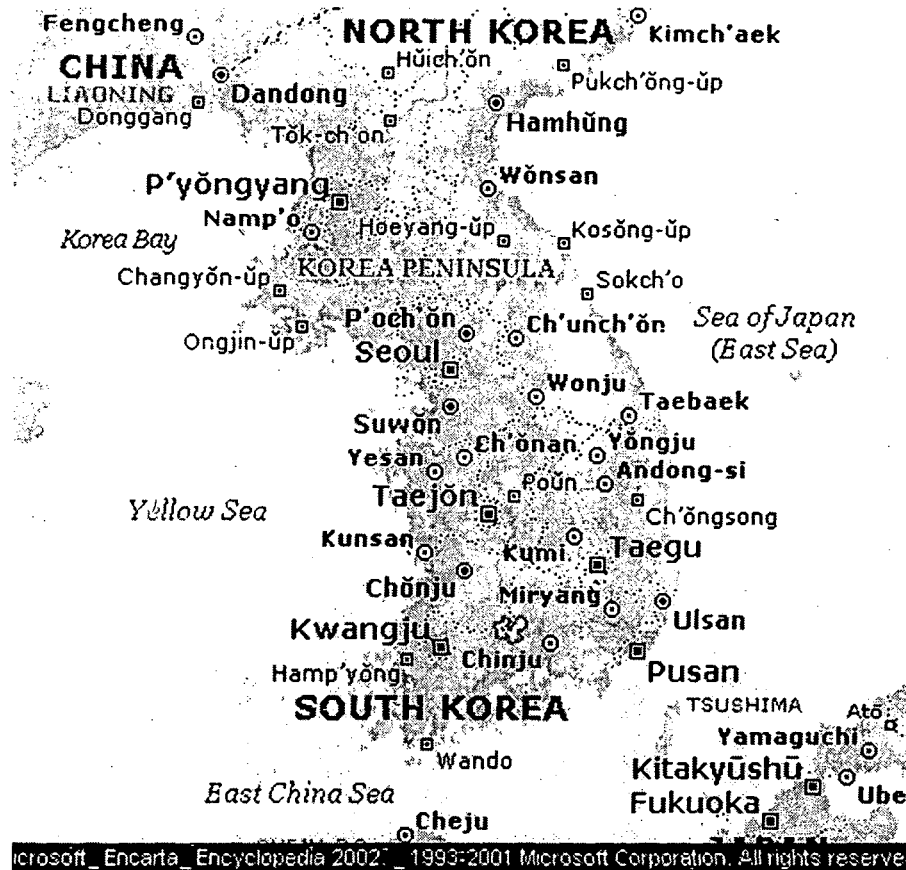 Fengcheng
NORTH KOREA
Kimch'aek
CHINA
Hŭich'ŏn
LIAONING
Dandong
Pukch'ŏng-ŭp
Donggang
Tŏk-ch'ŏn
Hamhŭng
P'yŏngyang
Wŏnsan
Namp'o
Korea Bay
Hoeyang-ŭp
Kosŏng-ŭp
KOREA PENINSULA
Changyŏn-ŭp
Sokch'o
Ongjin-ŭp
P'och'ŏn
Ch'unch'ŏn
Sea of Japan
(East Sea)
Seoul
Wonju
Taebaek
Suwŏn
Ch'ŏnan
Yŏngju
Yesan
Andong-si
Poŭn
Taejŏn
Yellow Sea
Ch'ŏngsong
Kunsan
Kumi
Taegu
Chŏnju
Miryang
Ulsan
Kwangju
Chinju
Hamp'yŏng
Pusan
SOUTH KOREA
TSUSHIMA
Atō
Yamaguchi
Wando
Kitakyūshū
East China Sea
Ube
Fukuoka
Cheju
JAPAN
icrosoft_Encarta_Encyclopedia 2002. _1993-2001 Microsoft Corporation. All rights reserve